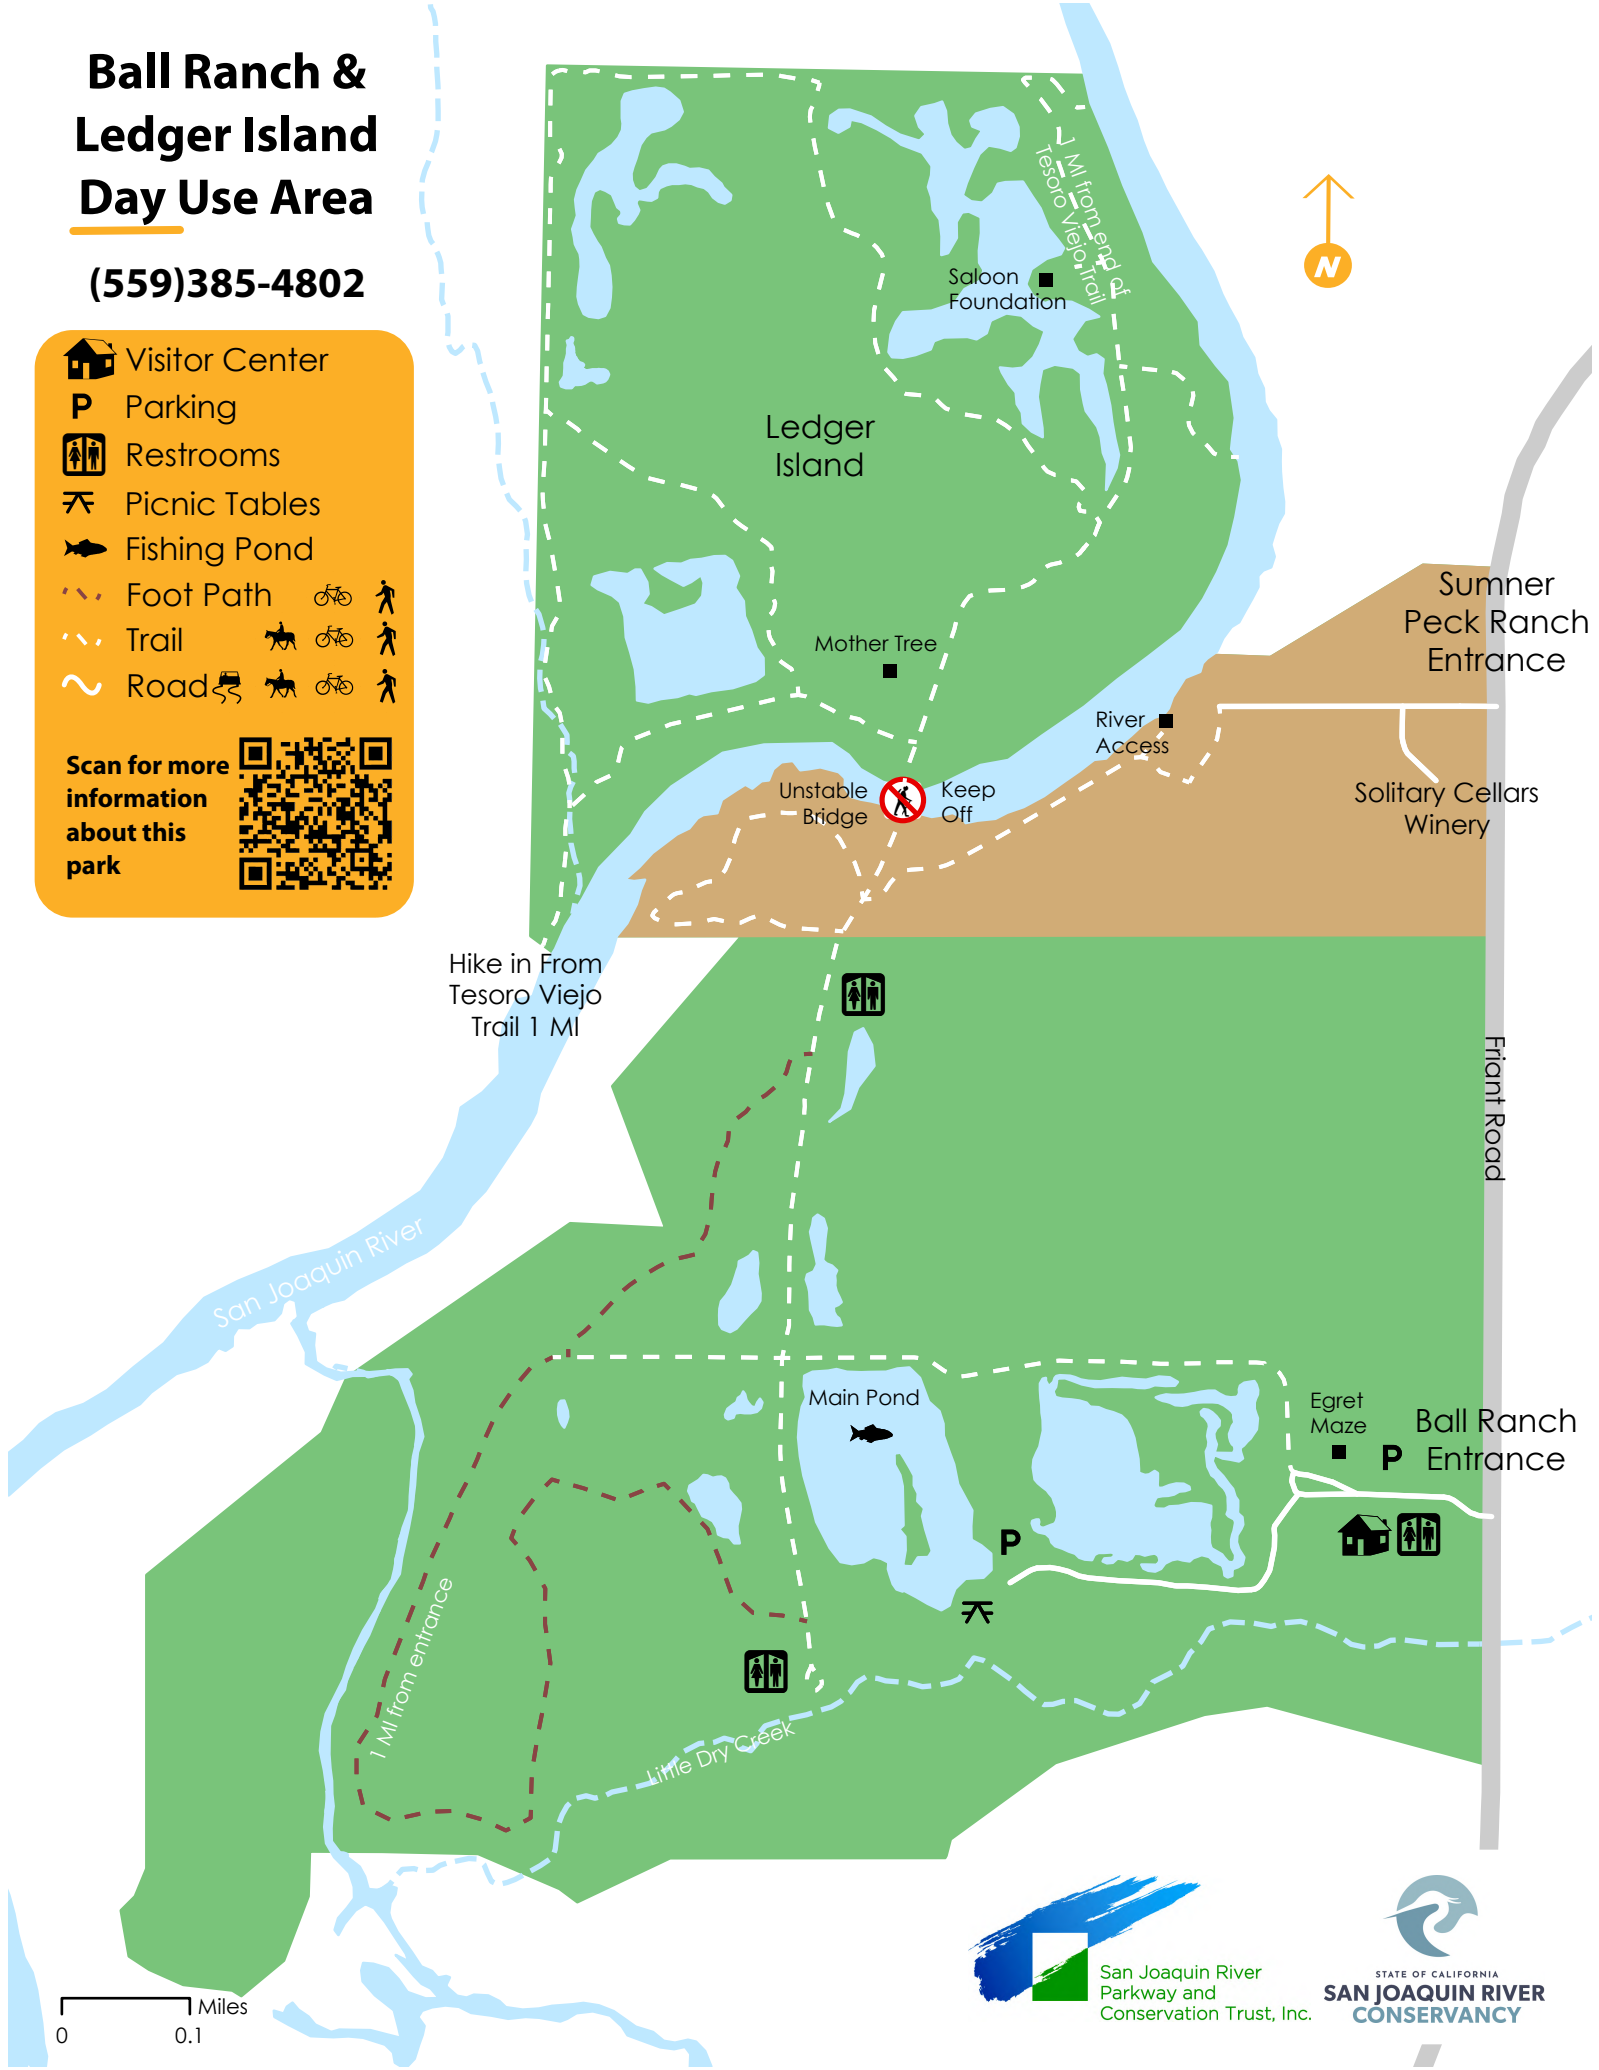 Ball Ranch &
Ledger Island
Day Use Area
(559)385-4802
Visitor Center
P Parking
Restrooms
Picnic Tables
Fishing Pond
Foot Path
Trail
Road
Scan for more
information
about this
park
1 MI from end of
Tesoro Viejo Trail
N
Saloon
Foundation
Ledger
Island
Mother Tree
River
Access
Unstable
Bridge
Keep
Off
Sumner
Peck Ranch
Entrance
Solitary Cellars
Winery
Hike in From
Tesoro Viejo
Trail 1 MI
Friant Road
San Joaquin River
Main Pond
Egret
Maze
P
Ball Ranch
Entrance
P
1 MI from entrance
Little Dry Creek
Miles
0 0.1
San Joaquin River
Parkway and
Conservation Trust, Inc.
STATE OF CALIFORNIA
SAN JOAQUIN RIVER
CONSERVANCY